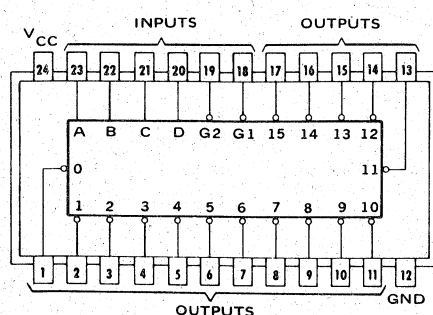 INPUTS OUTPUTS
VCC
24 23 22 21 20 19 18 17 16 15 14 13
A B C D G2 G1 15 14 13 12
0 11
1 2 3 4 5 6 7 8 9 10
1 2 3 4 5 6 7 8 9 10 11 12
GND
OUTPUTS